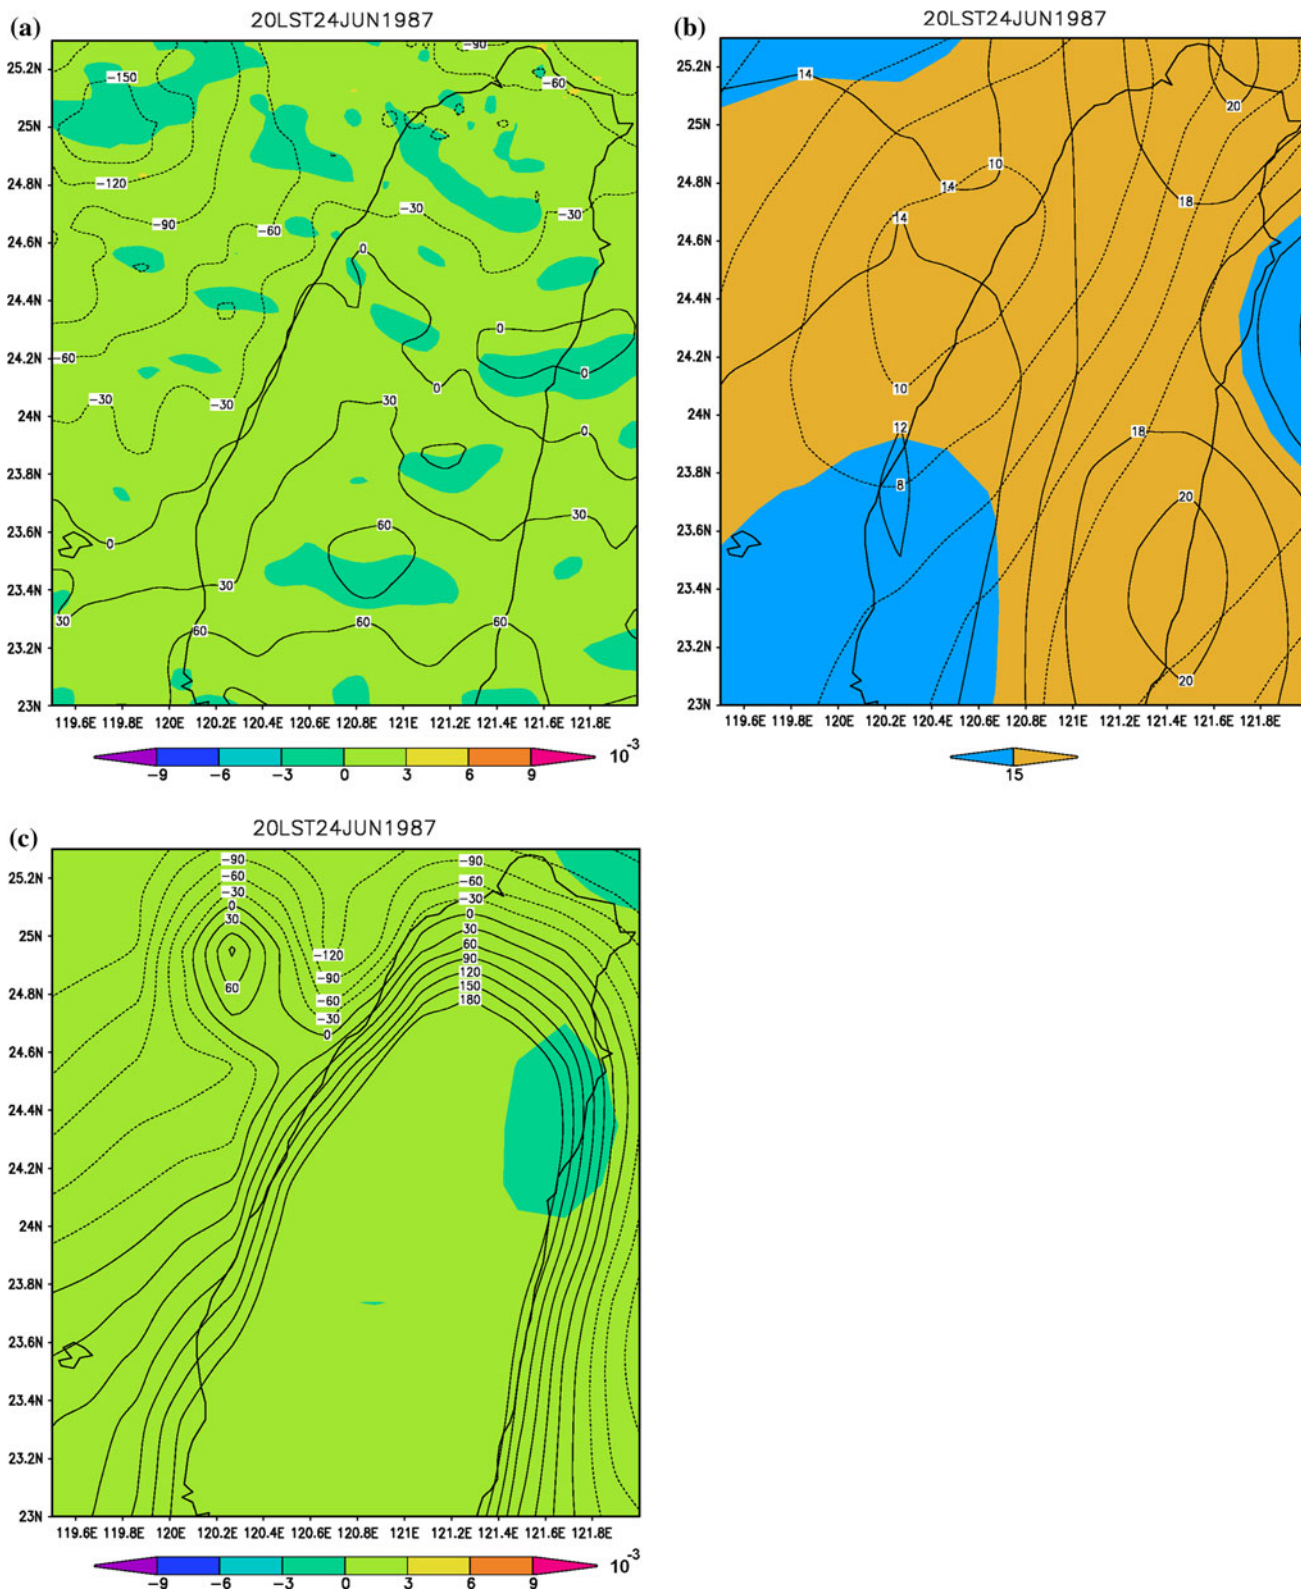 (a) 20LST24JUN1987
25.2N
25N
24.8N
24.6N
24.4N
24.2N
24N
23.8N
23.6N
23.4N
23.2N
23N
-90
-150
-60
-120
-90
-60
-30
-30
0
0
-60
0
-30
-30
30
0
0
0
30
60
30
0
30
30
60
60
60
119.6E 119.8E 120E 120.2E 120.4E 120.6E 120.8E 121E 121.2E 121.4E 121.6E 121.8E
-9 -6 -3 0 3 6 9 10⁻³
(b) 20LST24JUN1987
25.2N
25N
24.8N
24.6N
24.4N
24.2N
24N
23.8N
23.6N
23.4N
23.2N
23N
14
20
10
14
18
14
10
12
18
8
20
20
119.6E 119.8E 120E 120.2E 120.4E 120.6E 120.8E 121E 121.2E 121.4E 121.6E 121.8E
15
(c) 20LST24JUN1987
25.2N
25N
24.8N
24.6N
24.4N
24.2N
24N
23.8N
23.6N
23.4N
23.2N
23N
-90
-60
-30
0
30
60
-120
-90
-60
-30
0
-90
-60
-30
0
30
60
90
120
150
180
119.6E 119.8E 120E 120.2E 120.4E 120.6E 120.8E 121E 121.2E 121.4E 121.6E 121.8E
-9 -6 -3 0 3 6 9 10⁻³